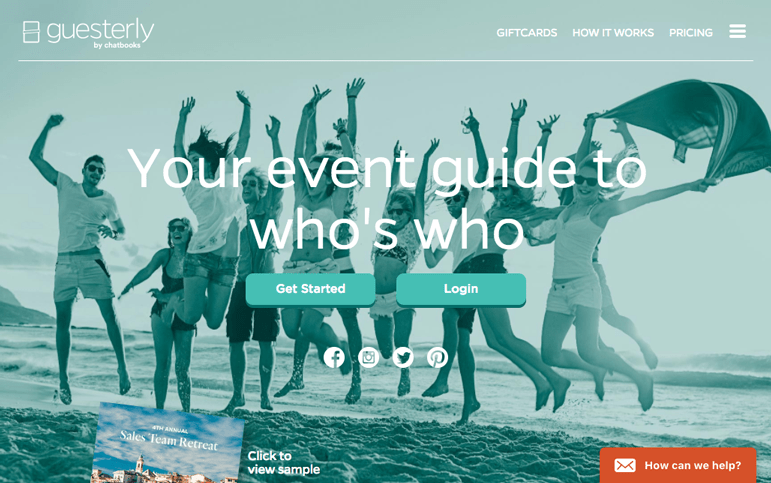 guesterly
by chatbooks
GIFTCARDS
HOW IT WORKS
PRICING
Your event guide to
who's who
Get Started
Login
4TH ANNUAL
Sales Team Retreat
Click to
view sample
How can we help?